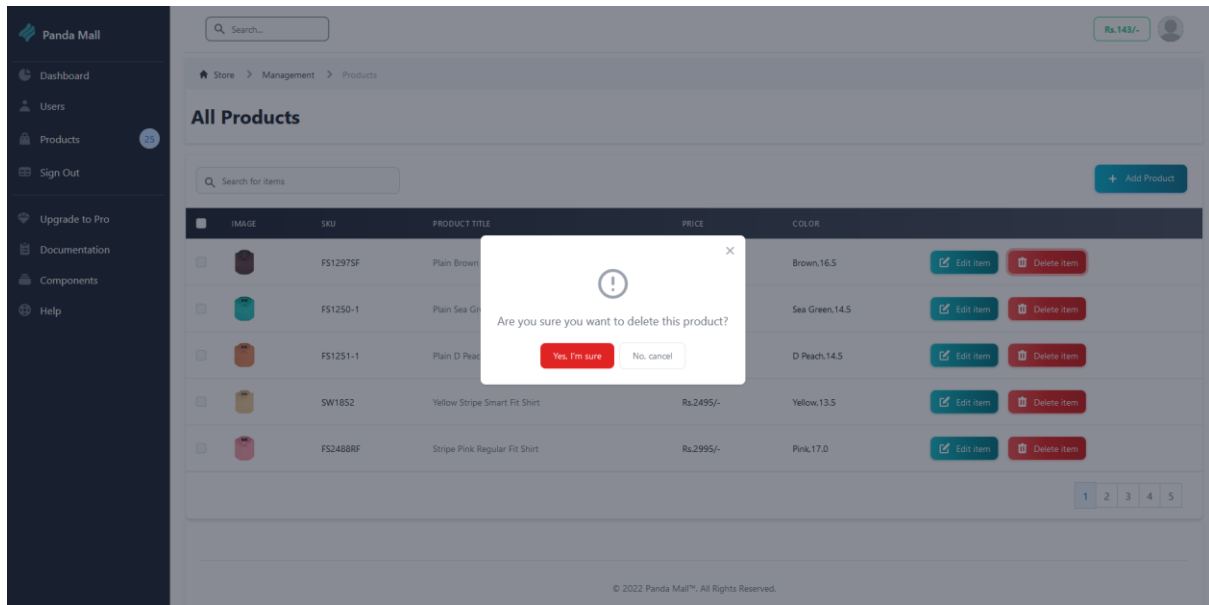 Panda Mall
Search...
Rs.143/-
Dashboard
Users
Products 25
Sign Out
Upgrade to Pro
Documentation
Components
Help
Store > Management > Products
All Products
Search for items
+ Add Product
IMAGE SKU PRODUCT TITLE PRICE COLOR
FS1297SF Plain Brown Brown,16.5 Edit item Delete item
FS1250-1 Plain Sea Gr Sea Green,14.5 Edit item Delete item
FS1251-1 Plain D Peac D Peach,14.5 Edit item Delete item
SW1852 Yellow Stripe Smart Fit Shirt Rs.2495/- Yellow,13.5 Edit item Delete item
FS2488RF Stripe Pink Regular Fit Shirt Rs.2995/- Pink,17.0 Edit item Delete item
Are you sure you want to delete this product?
Yes, I'm sure No, cancel
1 2 3 4 5
© 2022 Panda Mall™. All Rights Reserved.